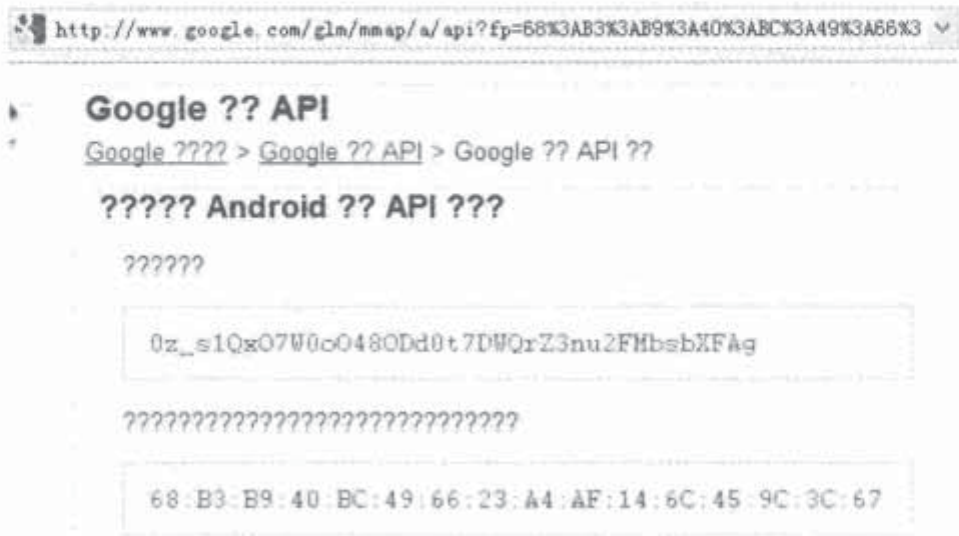 http://www.google.com/glm/mmap/a/api?fp=68%3AB3%3AB9%3A40%3ABC%3A49%3A66%3
Google ?? API
Google ???? > Google ?? API > Google ?? API ??
????? Android ?? API ???
??????
0z_s1QxO7W0oO48ODd0t7DWQrZ3nu2FMbsbXFAg
??????????????????????????????
68:B3:B9:40:BC:49:66:23:A4:AF:14:6C:45:9C:3C:67